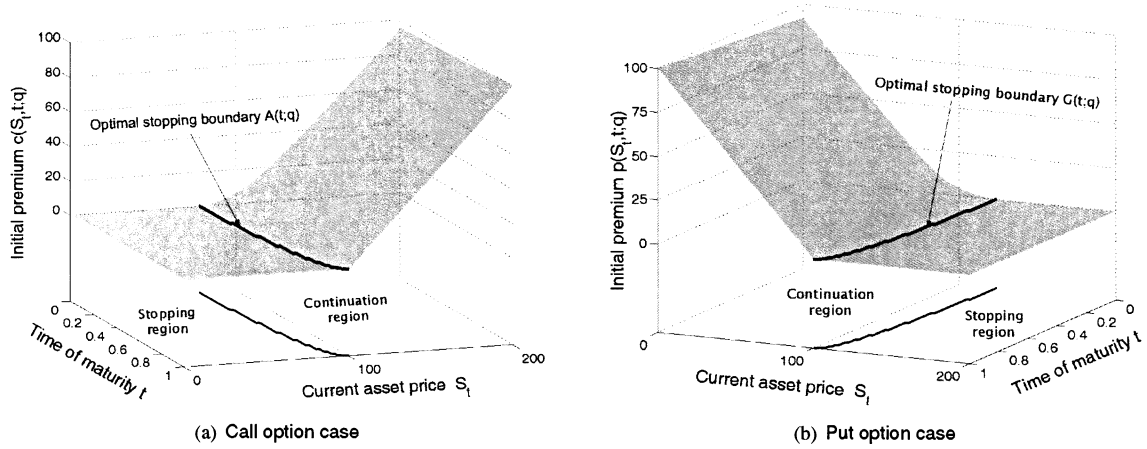 Initial premium c(S_t,t;q)
100
80
60
40
20
0
Optimal stopping boundary A(t;q)
Stopping
region
Continuation
region
0
0.2
0.4
0.6
0.8
1
Time of maturity t
0
100
200
Current asset price S_t
(a) Call option case
Initial premium p(S_t,t;q)
100
75
50
25
0
Optimal stopping boundary G(t;q)
Continuation
region
Stopping
region
0
100
200
Current asset price S_t
0
0.2
0.4
0.6
0.8
1
Time of maturity t
(b) Put option case